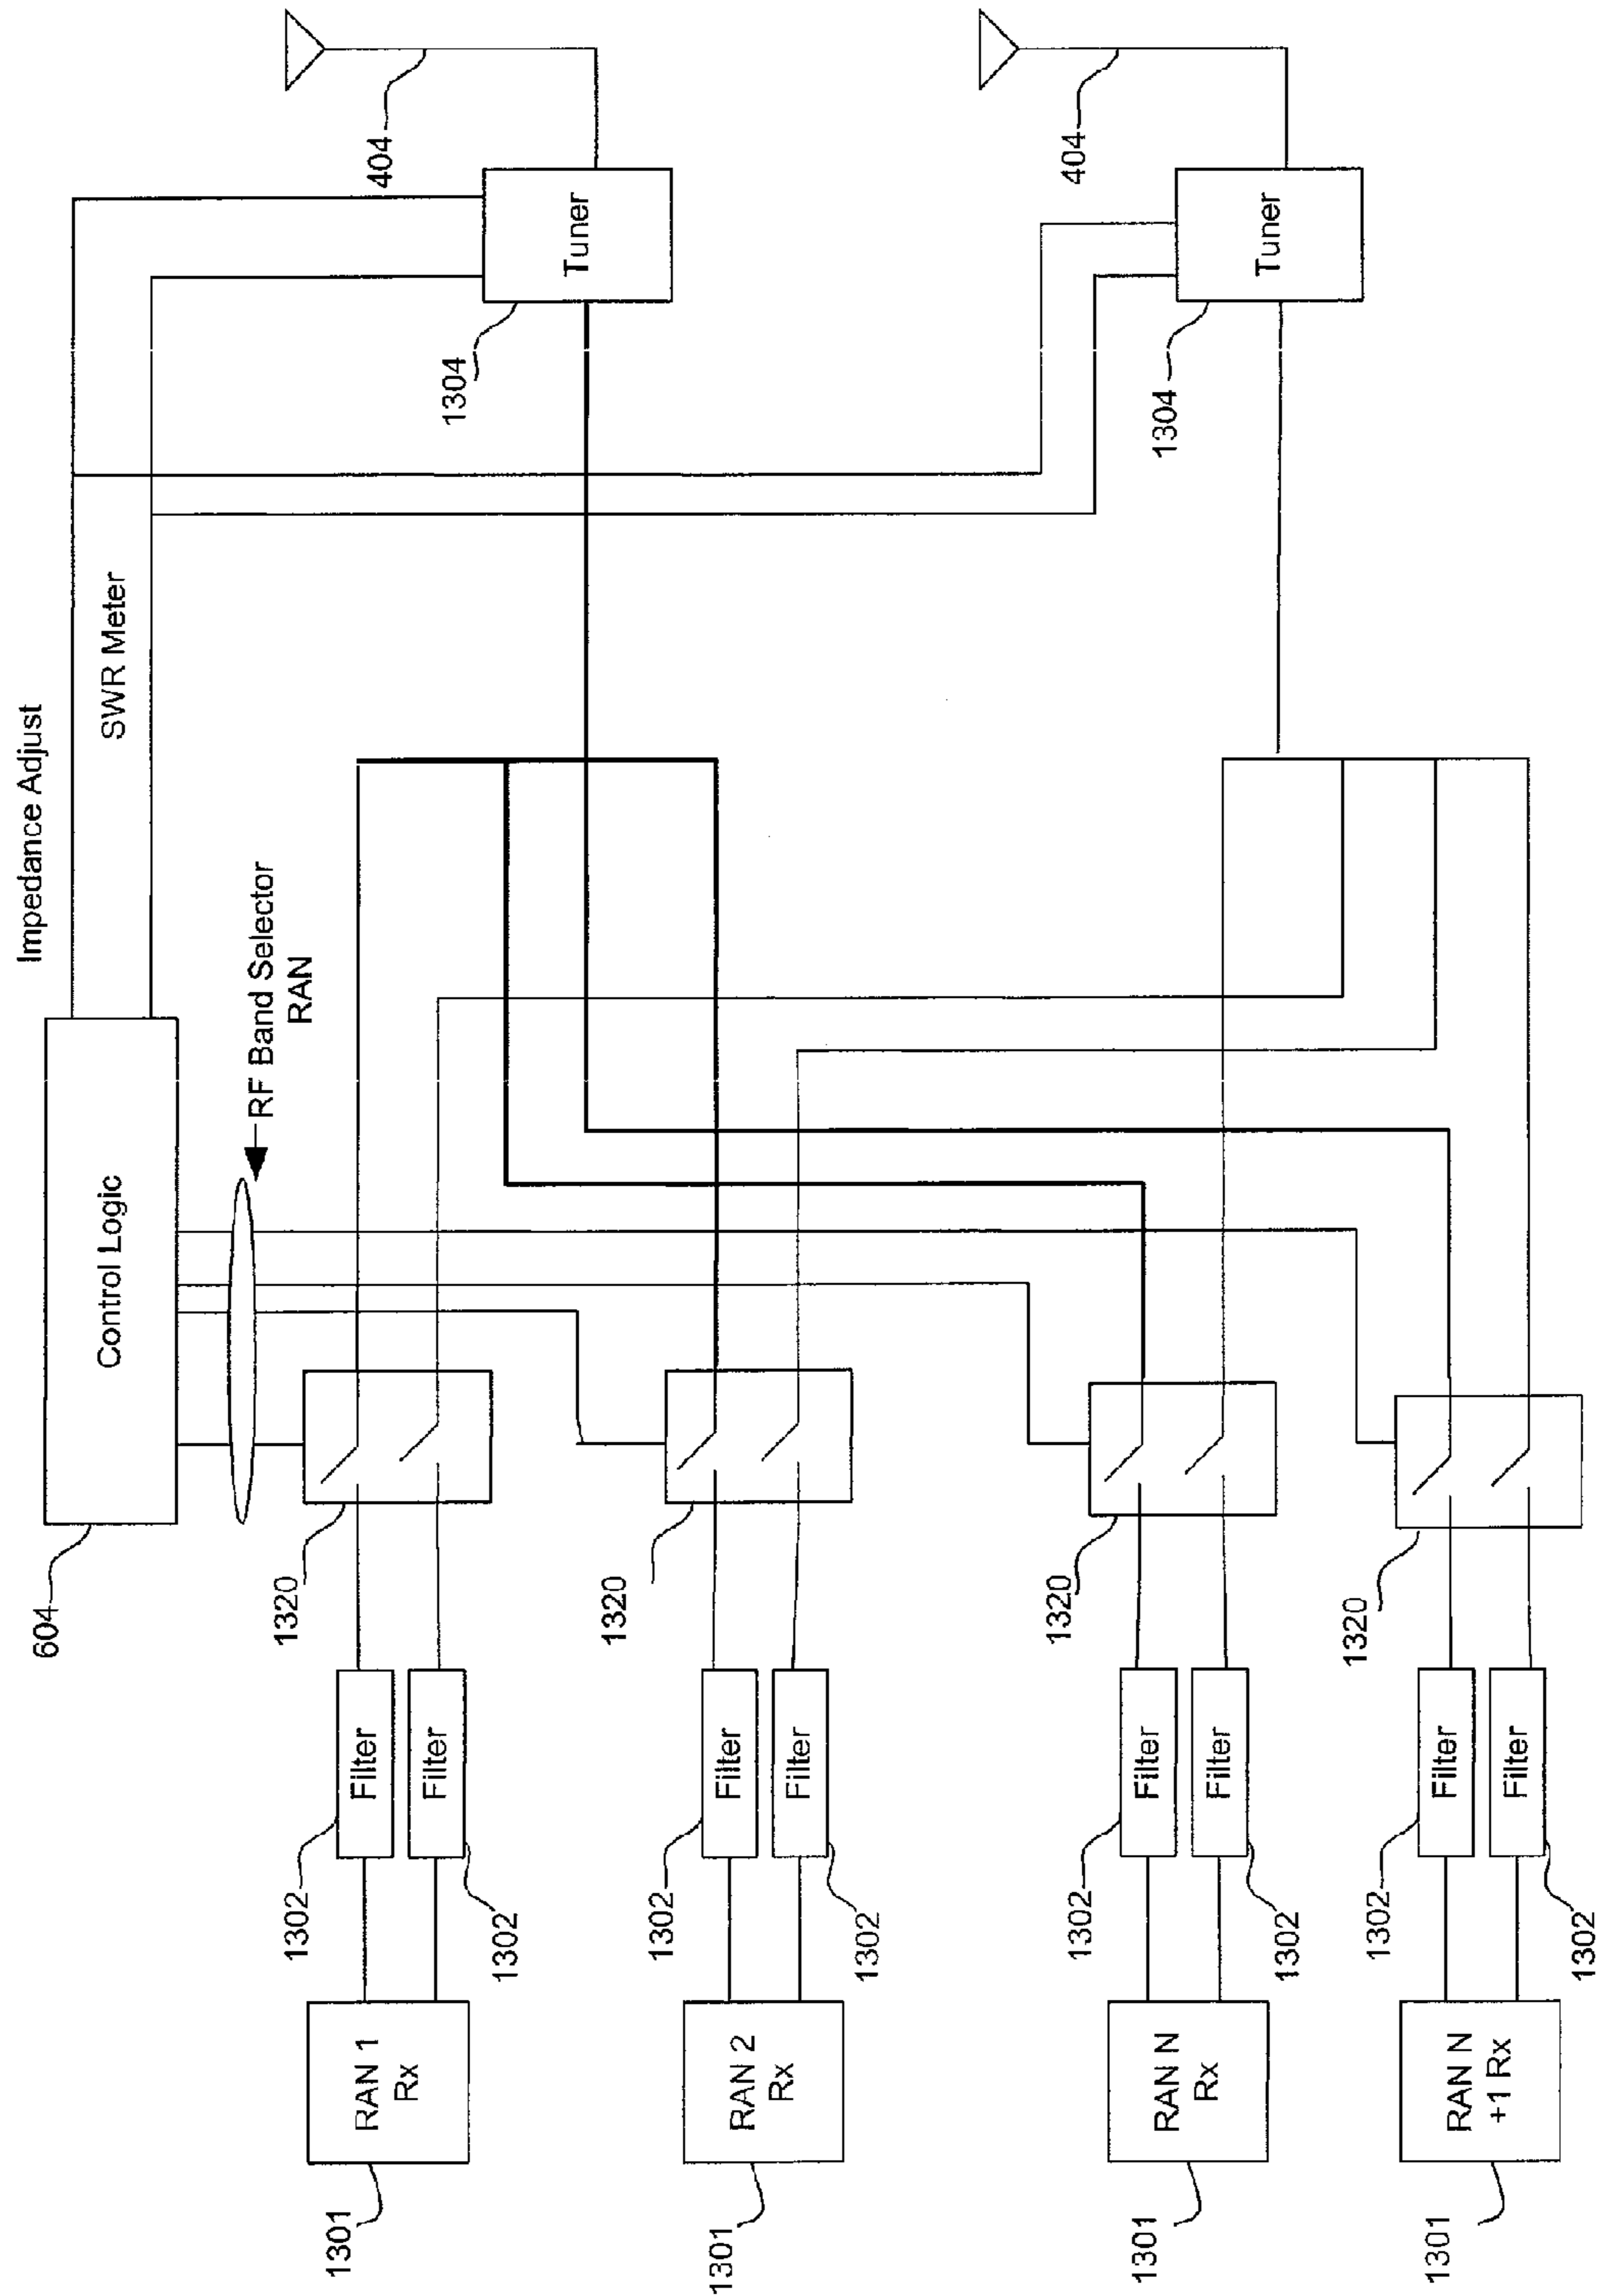 Impedance Adjust
SWR Meter
Control Logic
604
RF Band Selector
RAN
404
Tuner
1304
404
Tuner
1304
RAN 1
Rx
1301
1302
Filter
Filter
1302
1320
RAN 2
Rx
1301
1302
Filter
Filter
1302
1320
RAN N
Rx
1301
1302
Filter
Filter
1302
1320
RAN N
+1 Rx
1301
1302
Filter
Filter
1302
1320